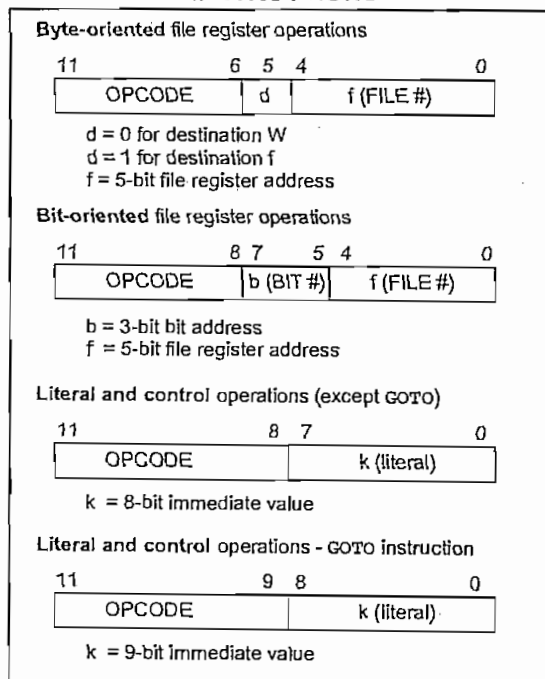 Byte-oriented file register operations
11 6 5 4 0
OPCODE d f (FILE #)
d = 0 for destination W
d = 1 for destination f
f = 5-bit file register address
Bit-oriented file register operations
11 8 7 5 4 0
OPCODE b (BIT #) f (FILE #)
b = 3-bit bit address
f = 5-bit file register address
Literal and control operations (except GOTO)
11 8 7 0
OPCODE k (literal)
k = 8-bit immediate value
Literal and control operations - GOTO instruction
11 9 8 0
OPCODE k (literal)
k = 9-bit immediate value